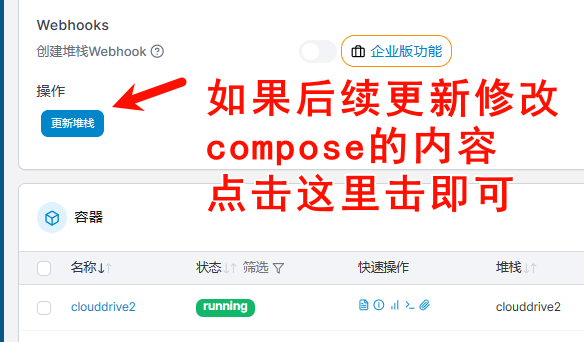 Webhooks
创建堆栈Webhook
企业版功能
操作
更新堆栈
如果后续更新修改
compose的内容
点击这里击即可
容器
名称 状态 筛选 快速操作 堆栈
clouddrive2 running clouddrive2